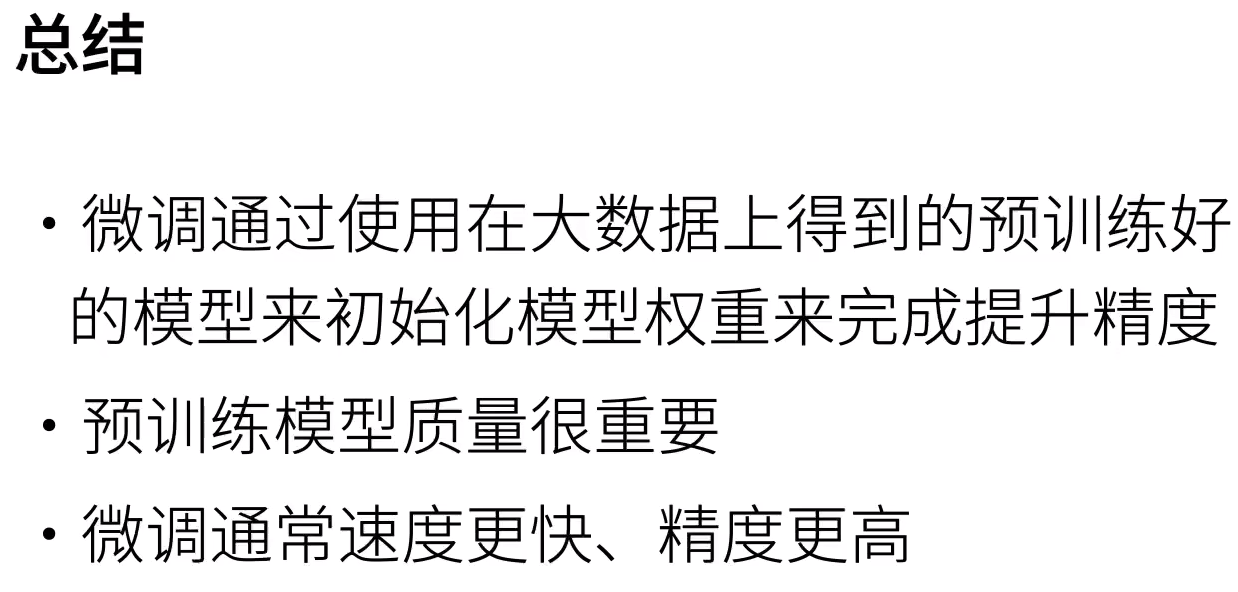 总结
• 微调通过使用在大数据上得到的预训练好
的模型来初始化模型权重来完成提升精度
• 预训练模型质量很重要
• 微调通常速度更快、精度更高